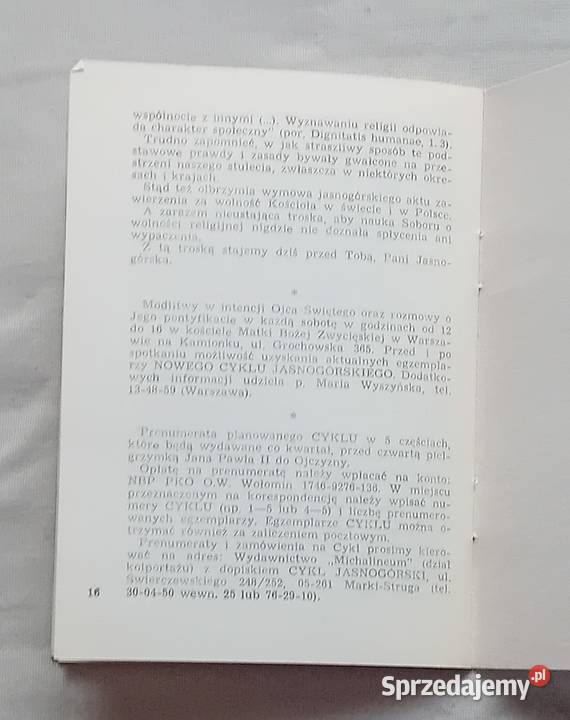 wspólnocie z innymi (...). Wyznawaniu religii odpowia-
da charakter społeczny" (por. Dignitatis humanae, 1.3).
Trudno zapomnieć, w jak straszliwy sposób te pod-
stawowe prawdy i zasady bywały gwałcone na prze-
strzeni naszego stulecia, zwłaszcza w niektórych okre-
sach i krajach.
Stąd też olbrzymia wymowa jasnogórskiego aktu za-
wierzenia za wolność Kościoła w świecie i w Polsce.
A zarazem nieustająca troska, aby nauka Soboru o
wolności religijnej nigdzie nie doznała spłycenia ani
wypaczenia.
Z tą troską stajemy dziś przed Tobą, Pani Jasno-
górska.
*
Modlitwy w intencji Ojca Świętego oraz rozmowy o
Jego pontyfikacie w każdą sobotę w godzinach od 12
do 16 w kościele Matki Bożej Zwycięskiej w Warsza-
wie na Kamionku, ul. Grochowska 365. Przed i po
spotkaniu możliwość uzyskania aktualnych egzempla-
rzy NOWEGO CYKLU JASNOGÓRSKIEGO. Dodatko-
wych informacji udziela p. Maria Wyszyńska, tel.
13-48-59 (Warszawa).
*
Prenumerata planowanego CYKLU w 5 częściach,
które będą wydawane co kwartał, przed czwartą piel-
grzymką Jana Pawła II do Ojczyzny.
Opłatę na prenumeratę należy wpłacać na konto:
NBP PKO O.W. Wołomin 1746-9276-136. W miejscu
przeznaczonym na korespondencję należy wpisać nu-
mery CYKLU (np. 1—5 lub 4—5) i liczbę prenumero-
wanych egzemplarzy. Egzemplarze CYKLU można o-
trzymać również za zaliczeniem pocztowym.
Prenumeraty i zamówienia na Cykl prosimy kiero-
wać na adres: Wydawnictwo „Michalineum" (dział
kolportażu) z dopiskiem CYKL JASNOGÓRSKI, ul.
Świerczewskiego 248/252, 05-261 Marki-Struga (tel.
16 30-04-50 wewn. 25 lub 76-29-10).
Sprzedajemy.pl